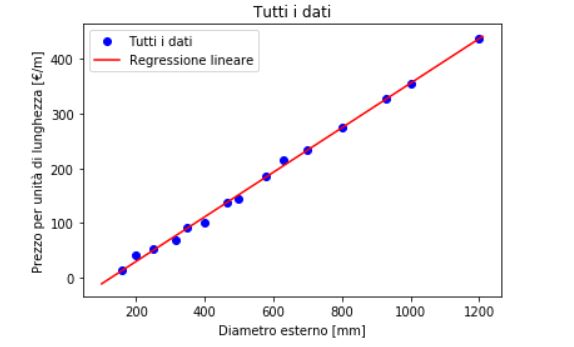 Tutti i dati
Tutti i dati
Regressione lineare
Prezzo per unità di lunghezza [€/m]
400
300
200
100
0
200 400 600 800 1000 1200
Diametro esterno [mm]